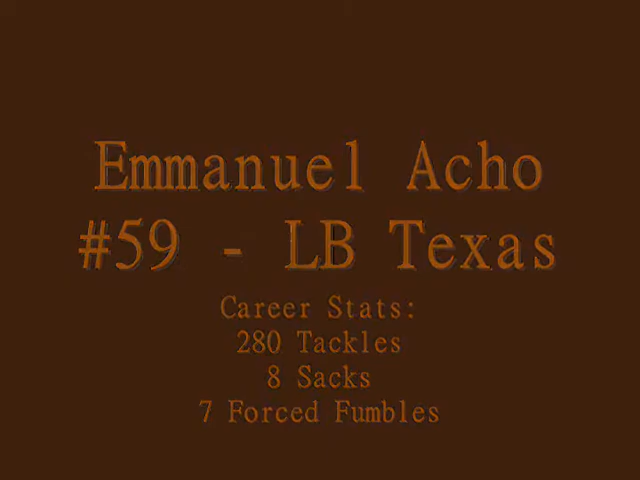 Emmanuel Acho
#59 - LB Texas
Career Stats:
280 Tackles
8 Sacks
7 Forced Fumbles